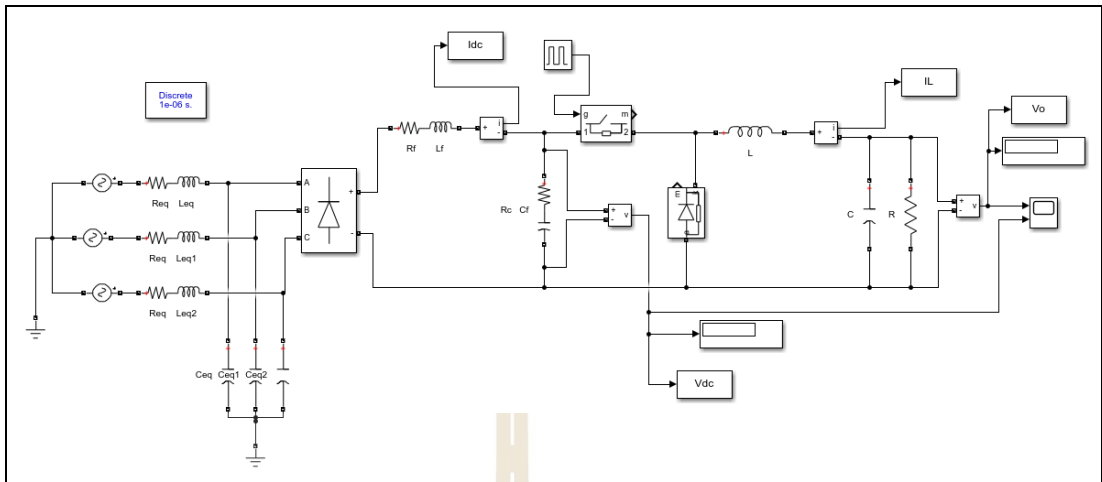 Discrete
1e-06 s.
Idc
Rf
Lf
+
i
-
g
m
1
2
L
+
i
-
IL
Vo
Req
Leq
Req
Leq1
Req
Leq2
A
B
C
+
-
Rc
Cf
+
-
v
E
C
R
+
-
v
Ceq
Ceq1
Ceq2
Vdc